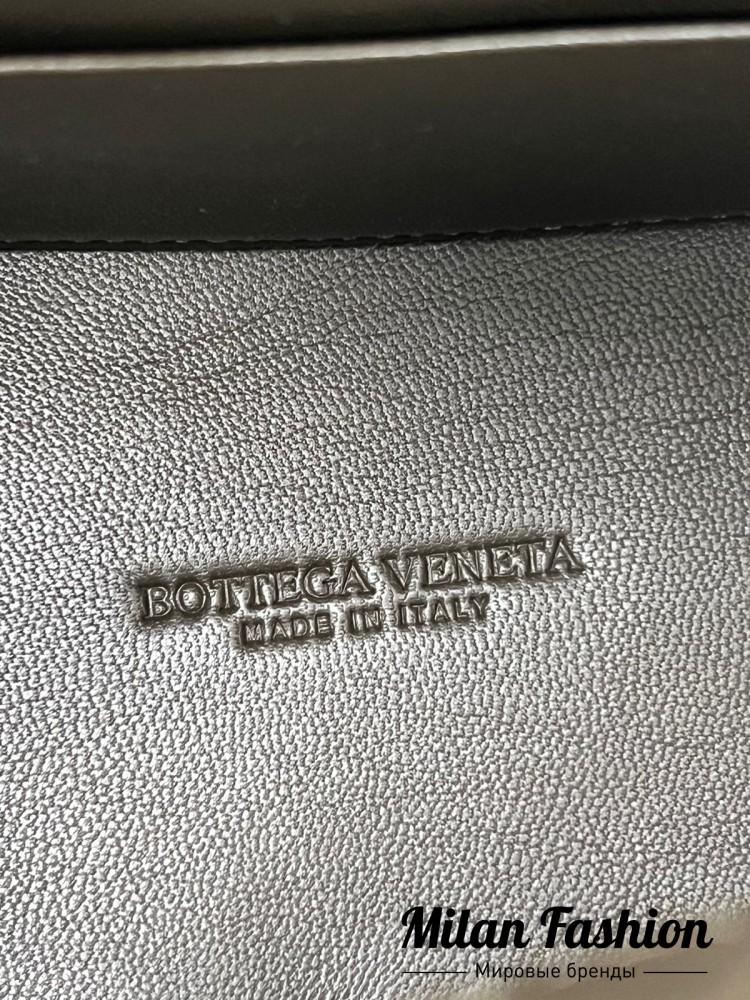 BOTTEGA VENETA
MADE IN ITALY
Milan Fashion
Мировые бренды